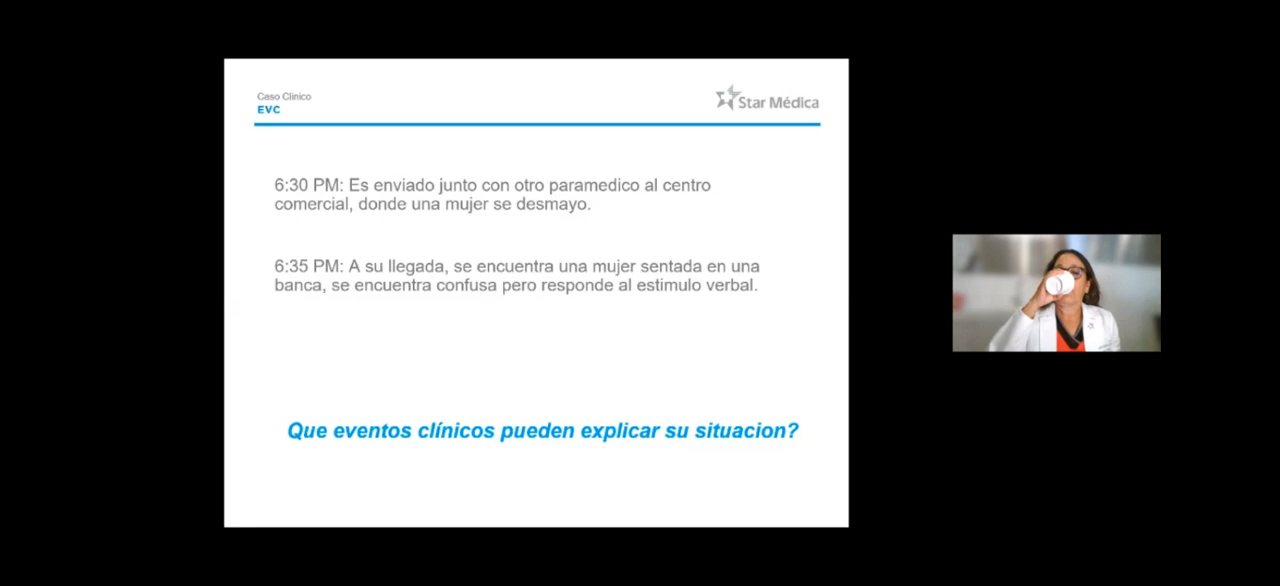 Caso Clinico
EVC
Star Médica
6:30 PM: Es enviado junto con otro paramedico al centro
comercial, donde una mujer se desmayo.
6:35 PM: A su llegada, se encuentra una mujer sentada en una
banca, se encuentra confusa pero responde al estimulo verbal.
Que eventos clínicos pueden explicar su situacion?